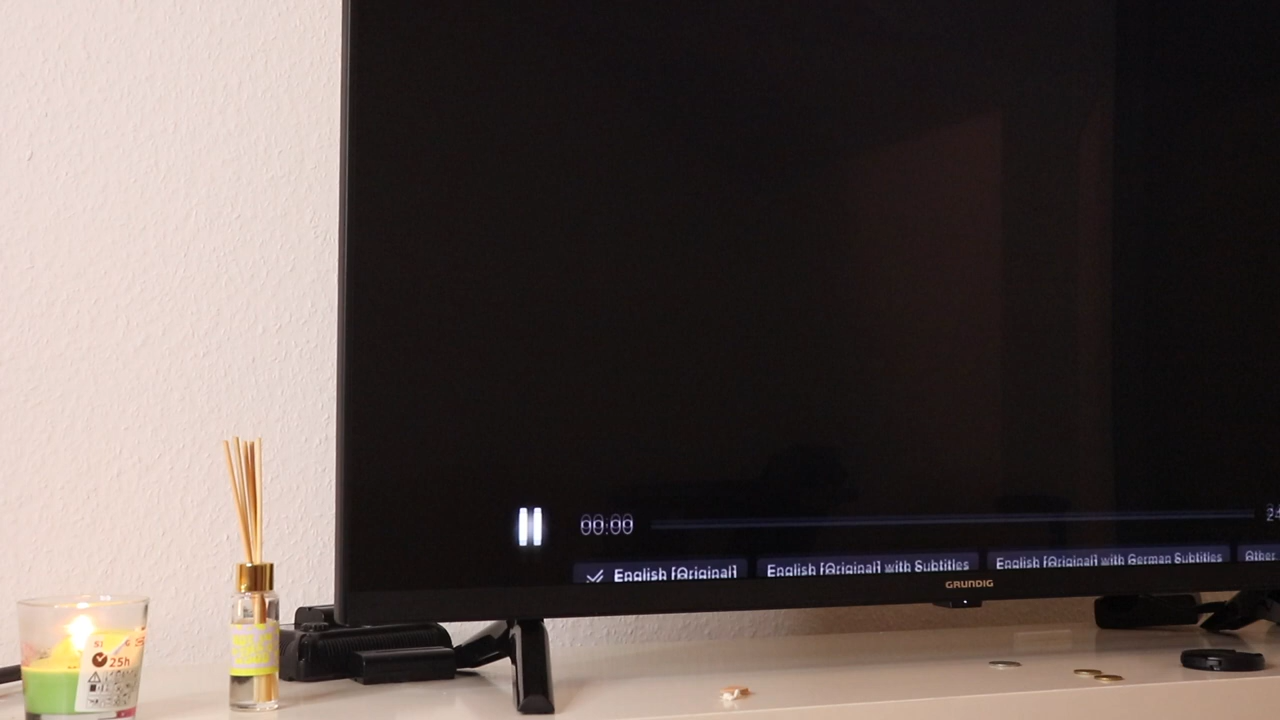 00:00
English [Original]
English [Original] with Subtitles
English [Original] with German Subtitles
Other
GRUNDIG
25h